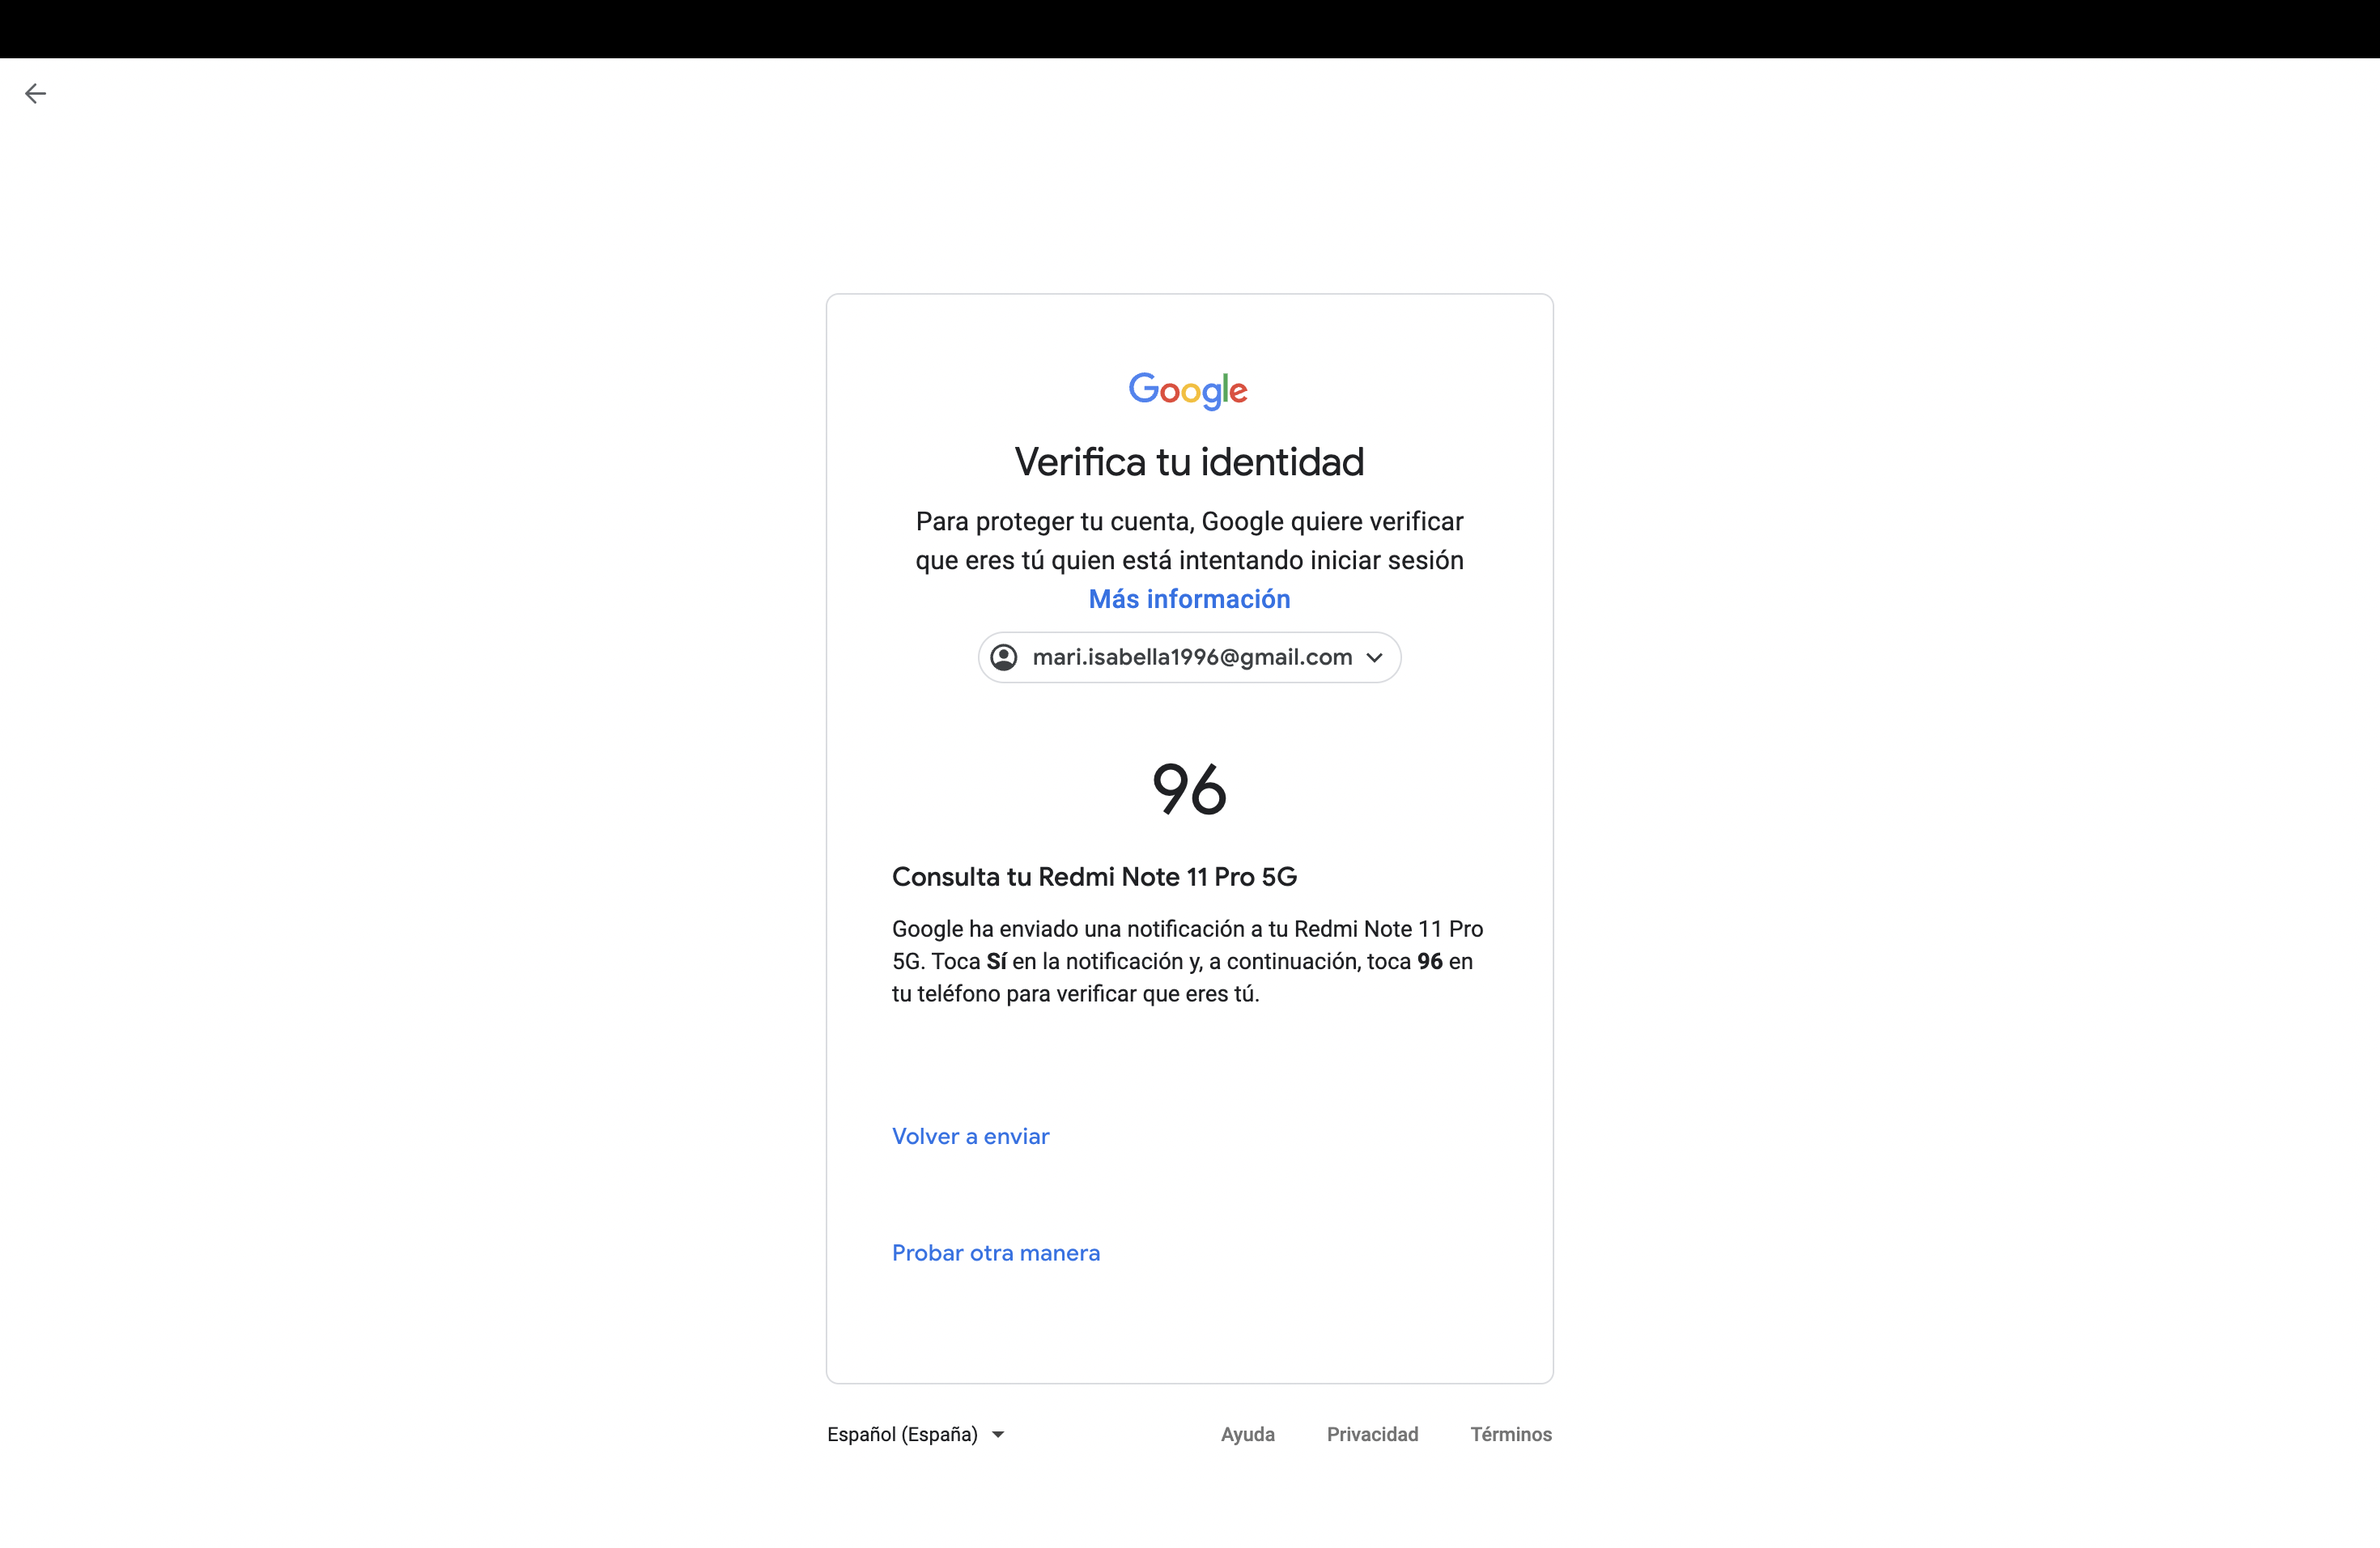 Google
Verifica tu identidad
Para proteger tu cuenta, Google quiere verificar
que eres tú quien está intentando iniciar sesión
Más información
mari.isabella1996@gmail.com
96
Consulta tu Redmi Note 11 Pro 5G
Google ha enviado una notificación a tu Redmi Note 11 Pro
5G. Toca Sí en la notificación y, a continuación, toca 96 en
tu teléfono para verificar que eres tú.
Volver a enviar
Probar otra manera
Español (España) Ayuda Privacidad Términos